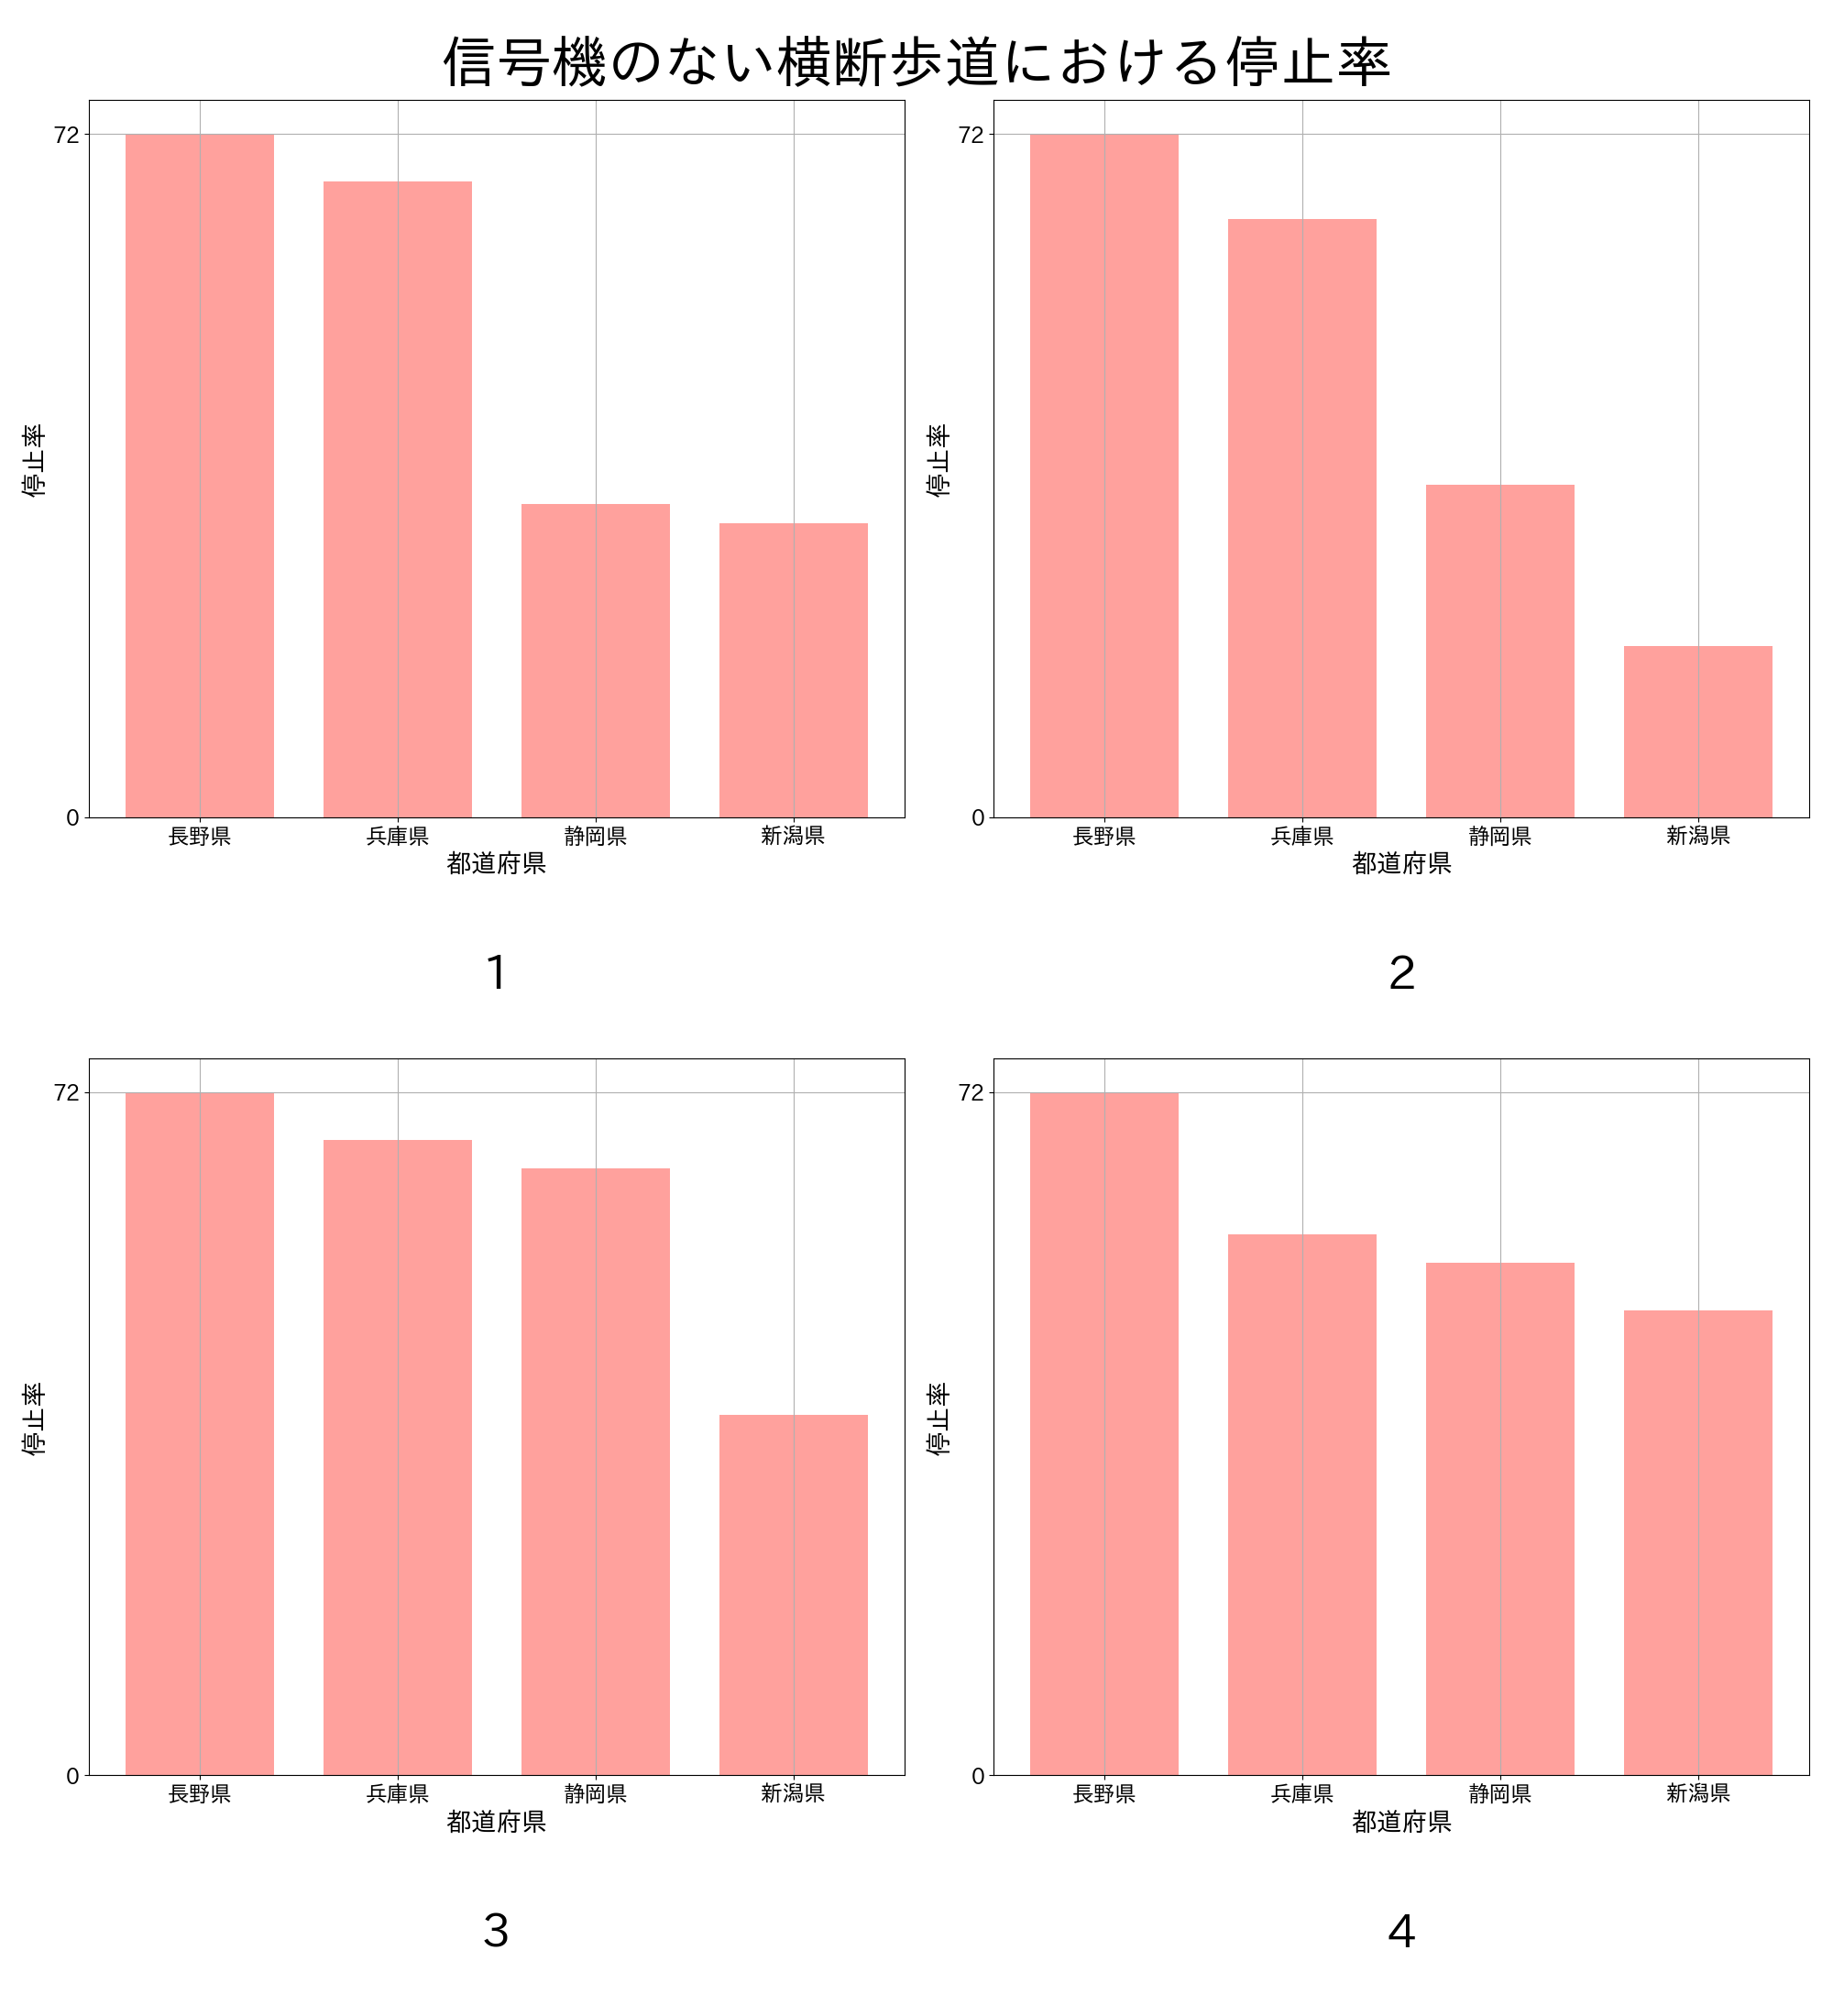 信号機のない横断歩道における停止率
72
0
停止率
長野県 兵庫県 静岡県 新潟県
都道府県
1
72
0
停止率
長野県 兵庫県 静岡県 新潟県
都道府県
2
72
0
停止率
長野県 兵庫県 静岡県 新潟県
都道府県
3
72
0
停止率
長野県 兵庫県 静岡県 新潟県
都道府県
4